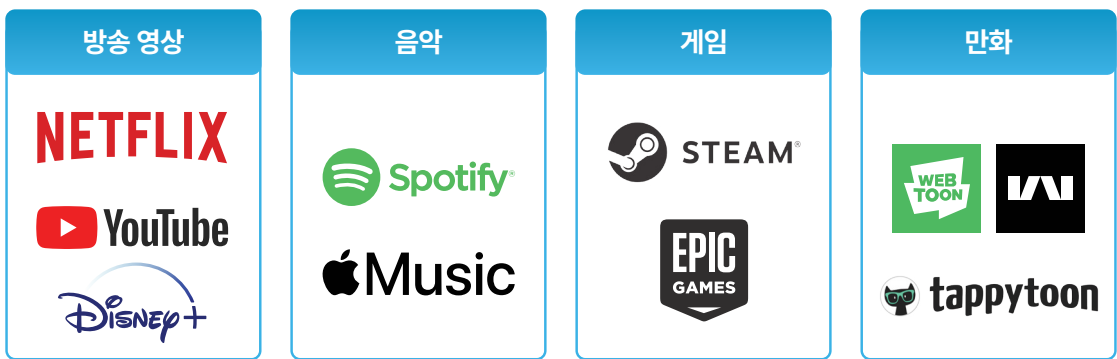 방송 영상
NETFLIX
YouTube
Disney+
음악
Spotify®
Music
게임
STEAM®
EPIC
GAMES
만화
WEB
TOON
tappytoon